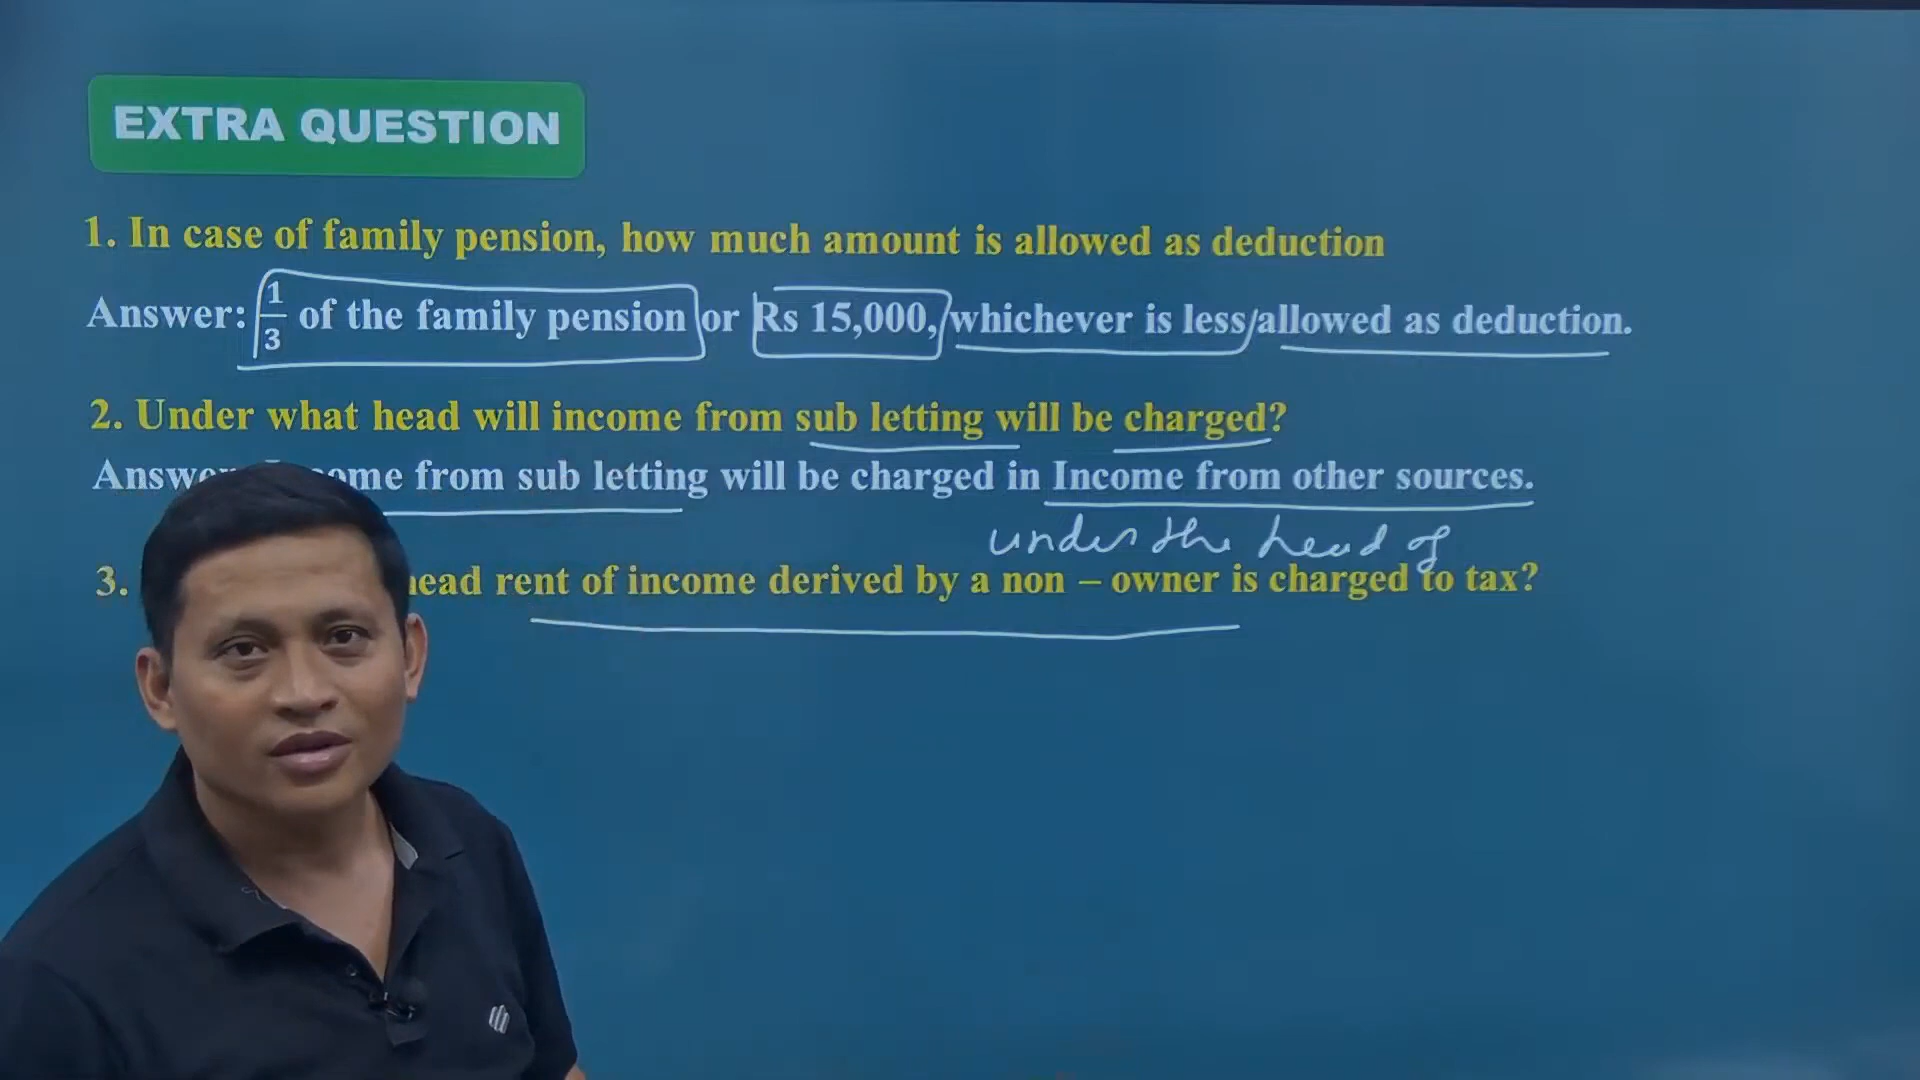 EXTRA QUESTION
1. In case of family pension, how much amount is allowed as deduction
Answer: 1/3 of the family pension or Rs 15,000, whichever is less allowed as deduction.
2. Under what head will income from sub letting will be charged?
from sub letting will be charged in Income from other sources.
under the head of
3. head rent of income derived by a non – owner is charged to tax?